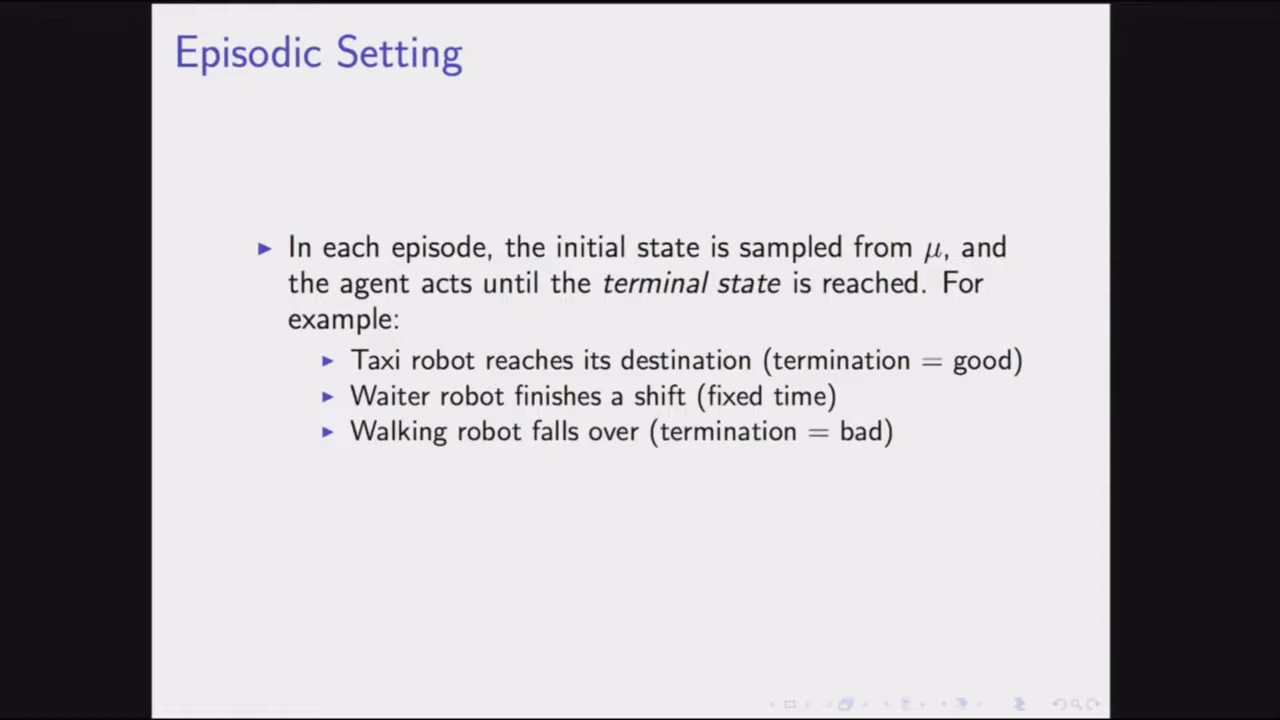 Episodic Setting
▶ In each episode, the initial state is sampled from μ, and
the agent acts until the terminal state is reached. For
example:
▶ Taxi robot reaches its destination (termination = good)
▶ Waiter robot finishes a shift (fixed time)
▶ Walking robot falls over (termination = bad)